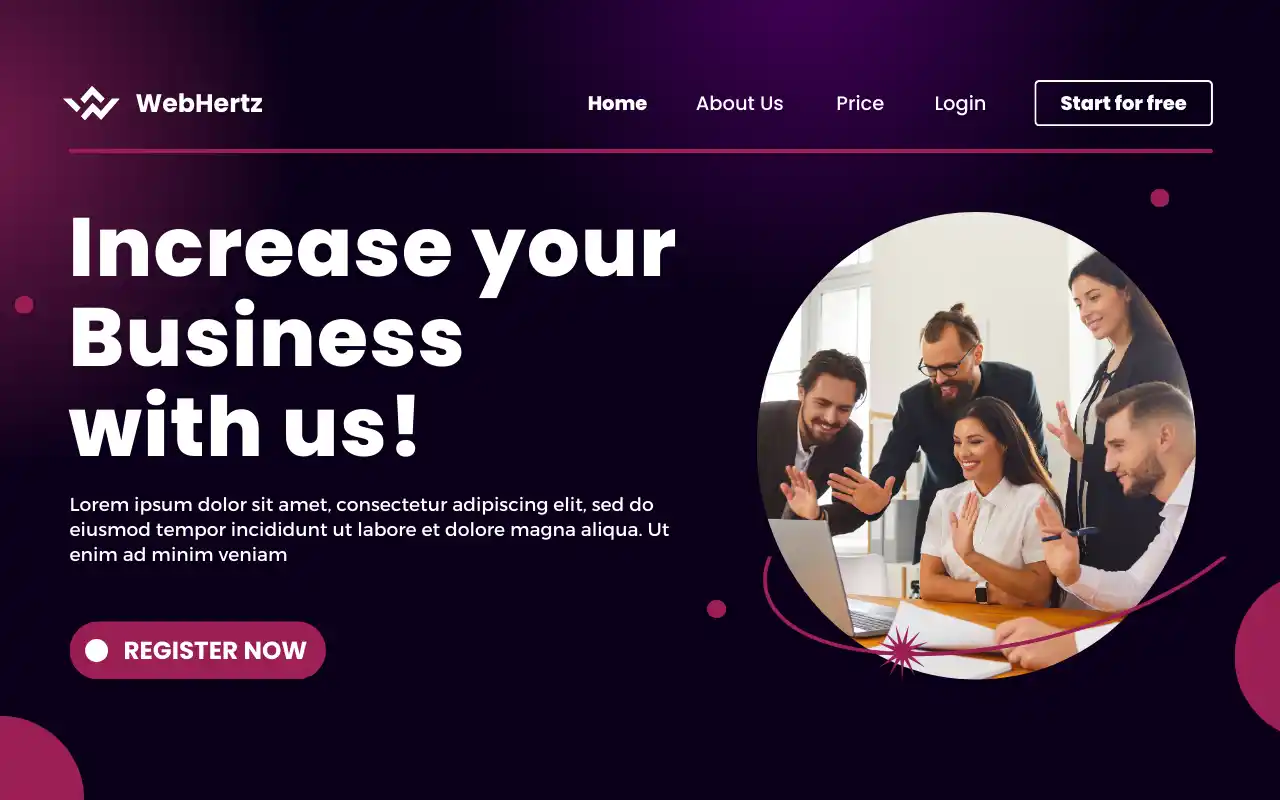 WebHertz
Home
About Us
Price
Login
Start for free
Increase your
Business
with us!
Lorem ipsum dolor sit amet, consectetur adipiscing elit, sed do
eiusmod tempor incididunt ut labore et dolore magna aliqua. Ut
enim ad minim veniam
REGISTER NOW